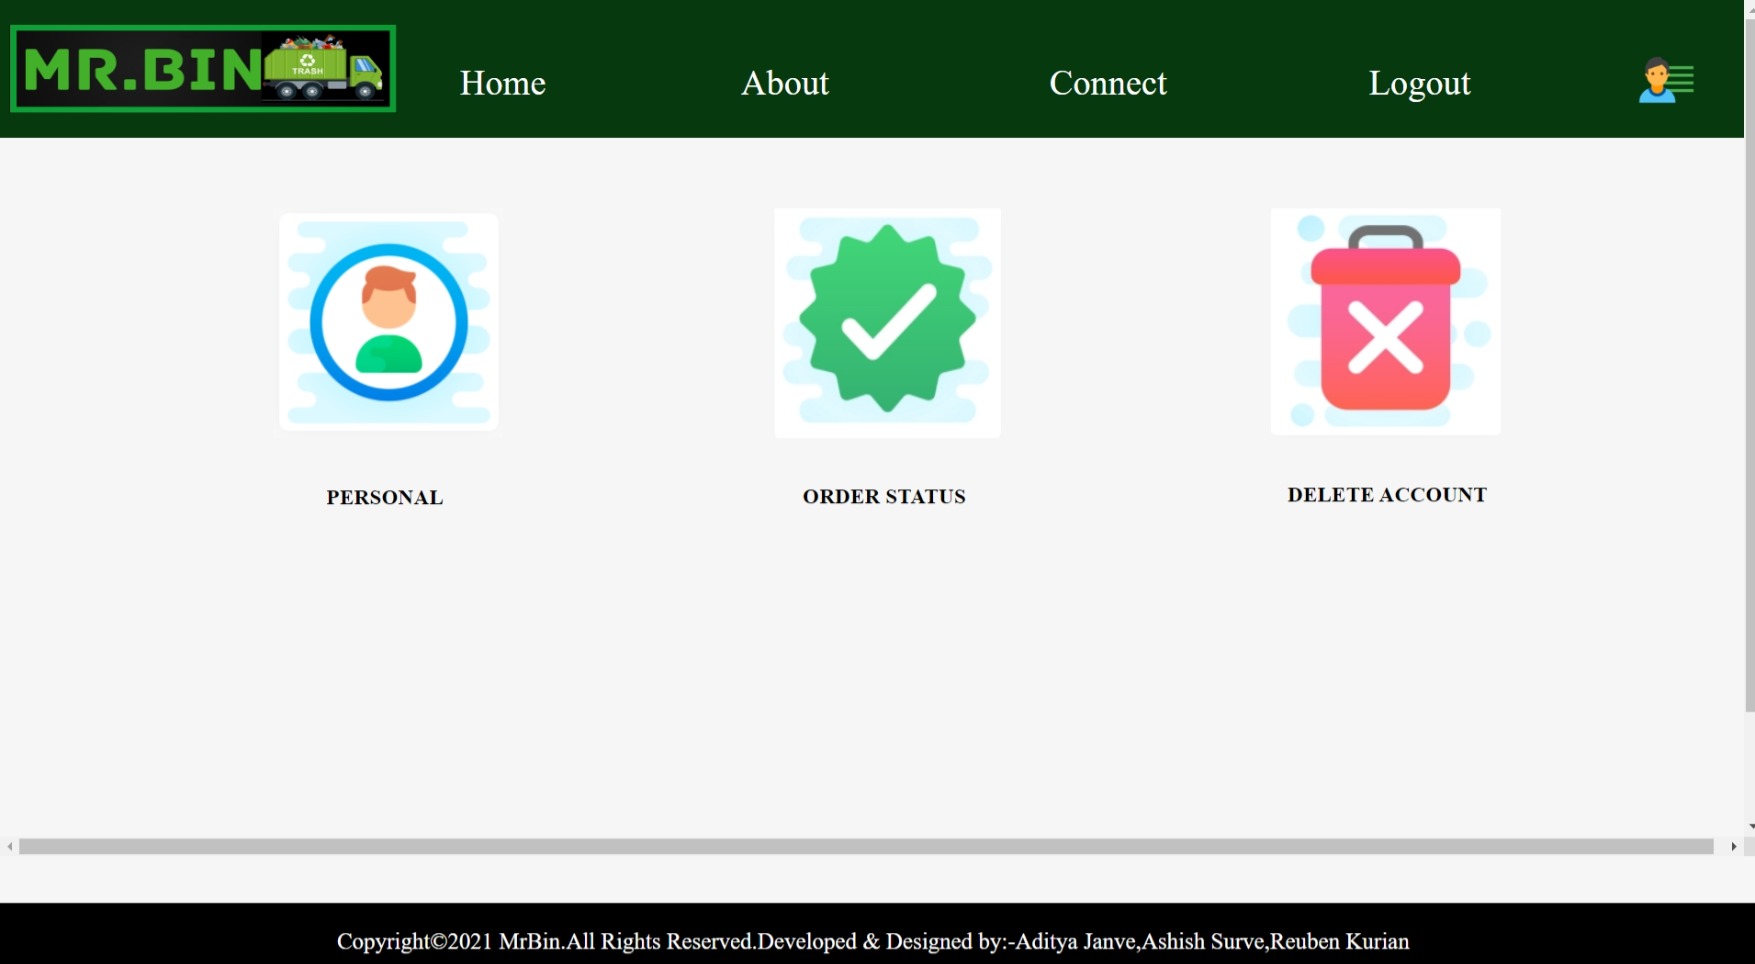 MR.BIN
TRASH
Home About Connect Logout
PERSONAL ORDER STATUS DELETE ACCOUNT
Copyright©2021 MrBin.All Rights Reserved.Developed & Designed by:-Aditya Janve,Ashish Surve,Reuben Kurian